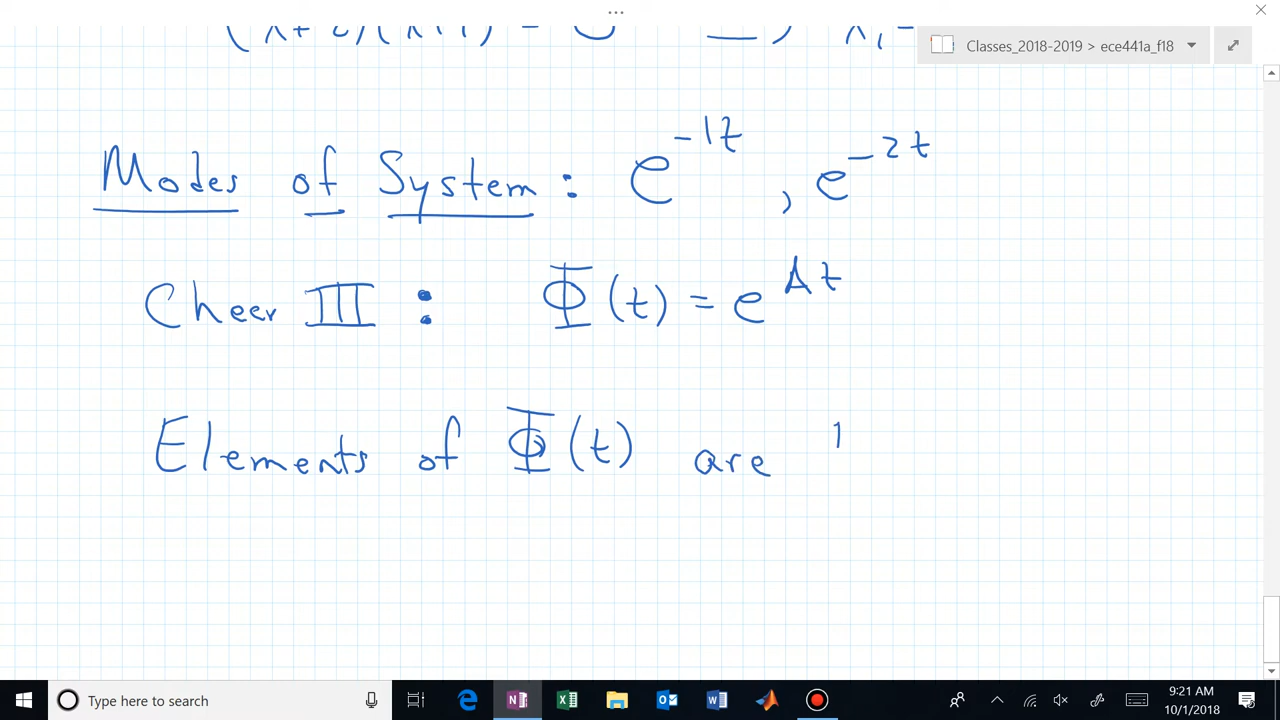 Classes_2018-2019 > ece441a_f18
Modes of System: e^-1t , e^-2t
Cheer III: Φ(t) = e^At
Elements of Φ(t) are
Type here to search
9:21 AM
10/1/2018